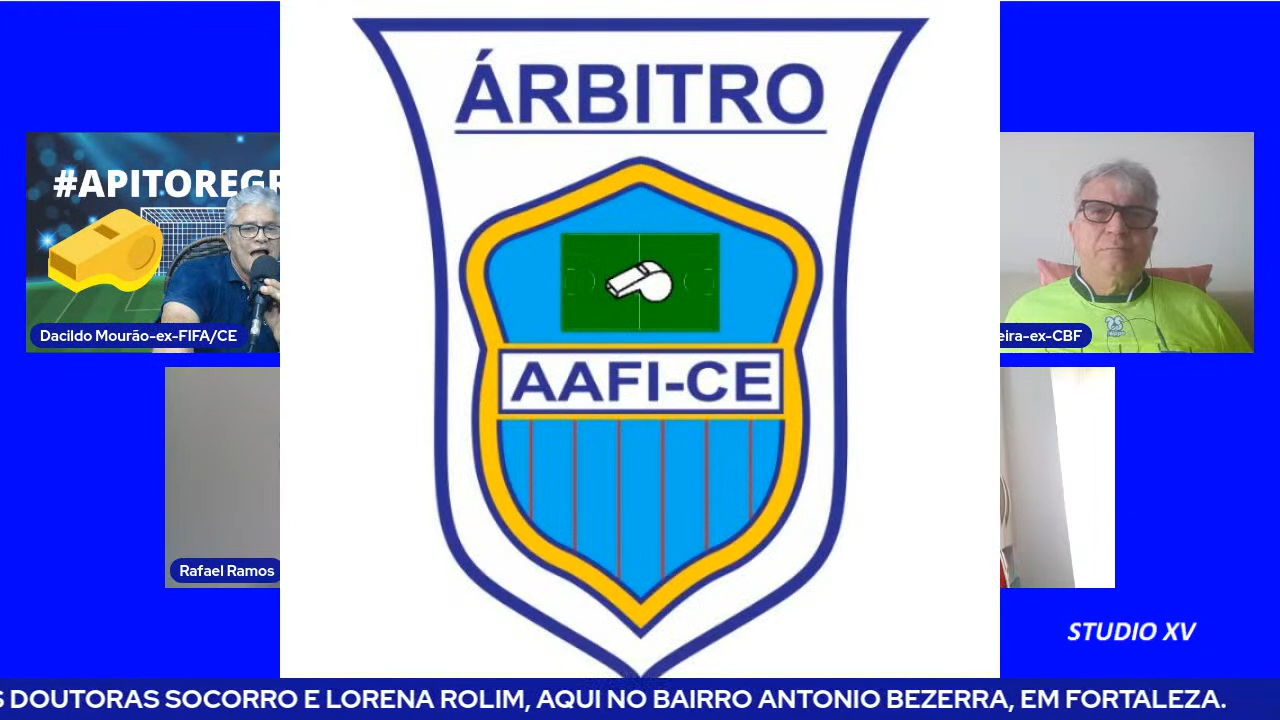 ÁRBITRO
#APITOREGR
AAFI-CE
Dacildo Mourão-ex-FIFA/CE
eira-ex-CBF
Rafael Ramos
STUDIO XV
S DOUTORAS SOCORRO E LORENA ROLIM, AQUI NO BAIRRO ANTONIO BEZERRA, EM FORTALEZA.